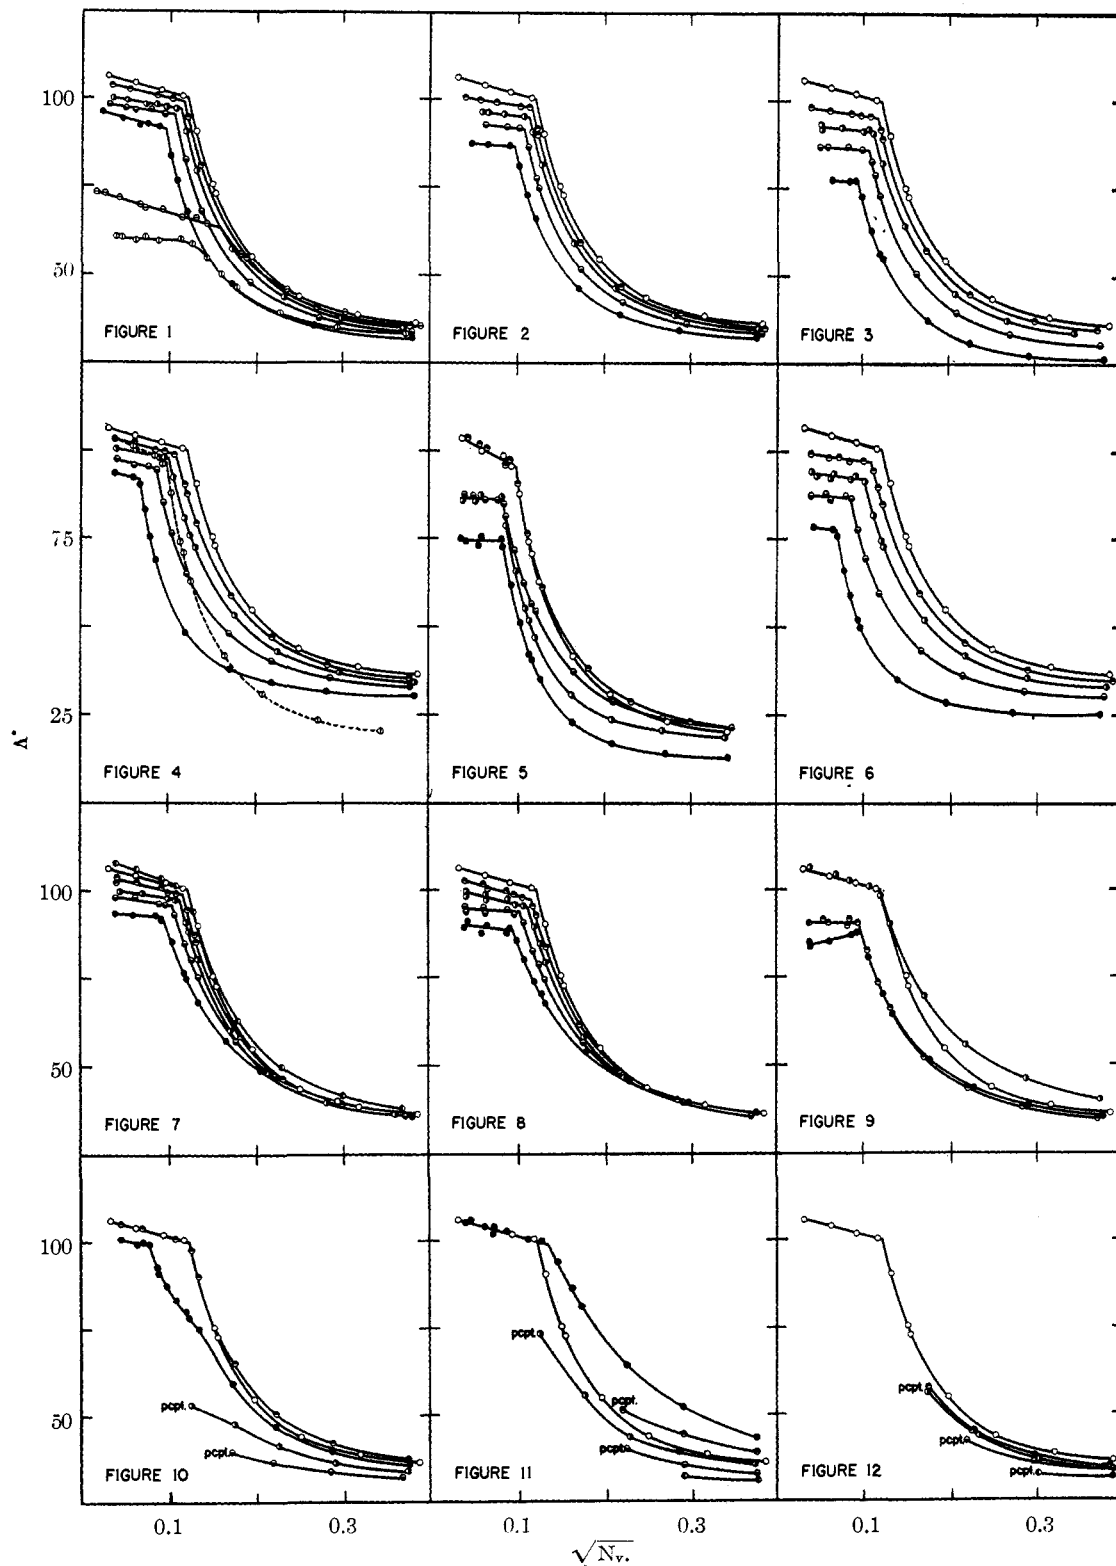 100
50
FIGURE 1
FIGURE 2
FIGURE 3
75
25
Λ*
FIGURE 4
FIGURE 5
FIGURE 6
100
50
FIGURE 7
FIGURE 8
FIGURE 9
100
50
pcpt.
pcpt.
FIGURE 10
pcpt.
pcpt.
pcpt.
FIGURE 11
pcpt.
pcpt.
pcpt.
FIGURE 12
0.1 0.3 0.1 0.3 0.1 0.3
√Nv.